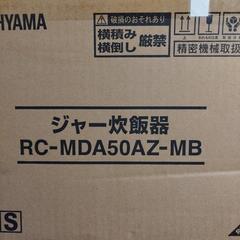 HYAMA
破損のおそれあり
横積み
横倒し 厳禁
精密機械取扱
ジャー炊飯器
RC-MDA50AZ-MB
S